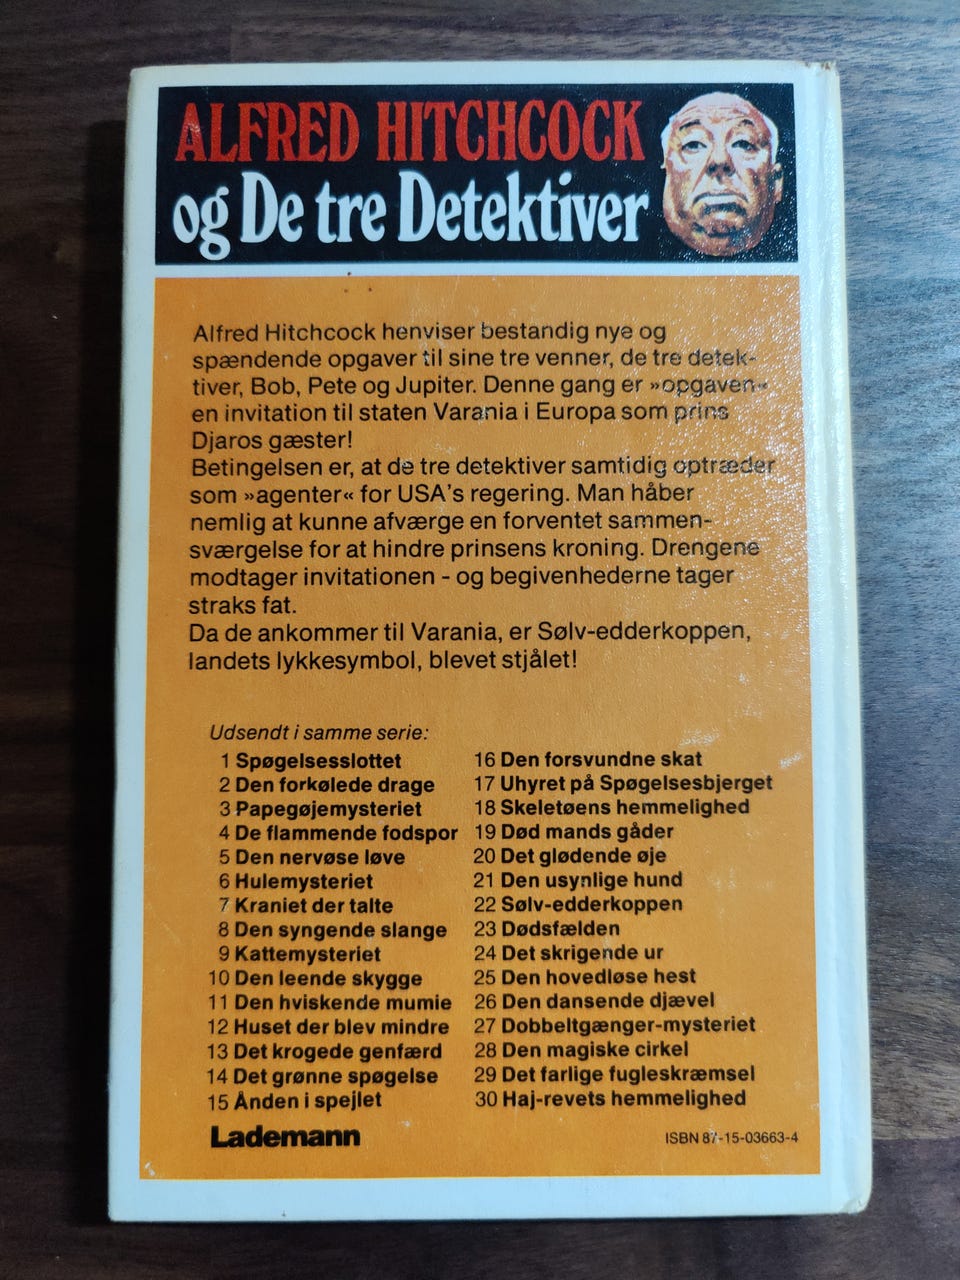 ALFRED HITCHCOCK
og De tre Detektiver
Alfred Hitchcock henviser bestandig nye og
spændende opgaver til sine tre venner, de tre detek-
tiver, Bob, Pete og Jupiter. Denne gang er »opgaven«
en invitation til staten Varania i Europa som prins
Djaros gæster!
Betingelsen er, at de tre detektiver samtidig optræder
som »agenter« for USA's regering. Man håber
nemlig at kunne afværge en forventet sammen-
sværgelse for at hindre prinsens kroning. Drengene
modtager invitationen - og begivenhederne tager
straks fat.
Da de ankommer til Varania, er Sølv-edderkoppen,
landets lykkesymbol, blevet stjålet!
Udsendt i samme serie:
1 Spøgelsesslottet
2 Den forkølede drage
3 Papegøjemysteriet
4 De flammende fodspor
5 Den nervøse løve
6 Hulemysteriet
7 Kraniet der talte
8 Den syngende slange
9 Kattemysteriet
10 Den leende skygge
11 Den hviskende mumie
12 Huset der blev mindre
13 Det krogede genfærd
14 Det grønne spøgelse
15 Ånden i spejlet
16 Den forsvundne skat
17 Uhyret på Spøgelsesbjerget
18 Skeletøens hemmelighed
19 Død mands gåder
20 Det glødende øje
21 Den usynlige hund
22 Sølv-edderkoppen
23 Dødsfælden
24 Det skrigende ur
25 Den hovedløse hest
26 Den dansende djævel
27 Dobbeltgænger-mysteriet
28 Den magiske cirkel
29 Det farlige fugleskræmsel
30 Haj-revets hemmelighed
Lademann
ISBN 87-15-03663-4